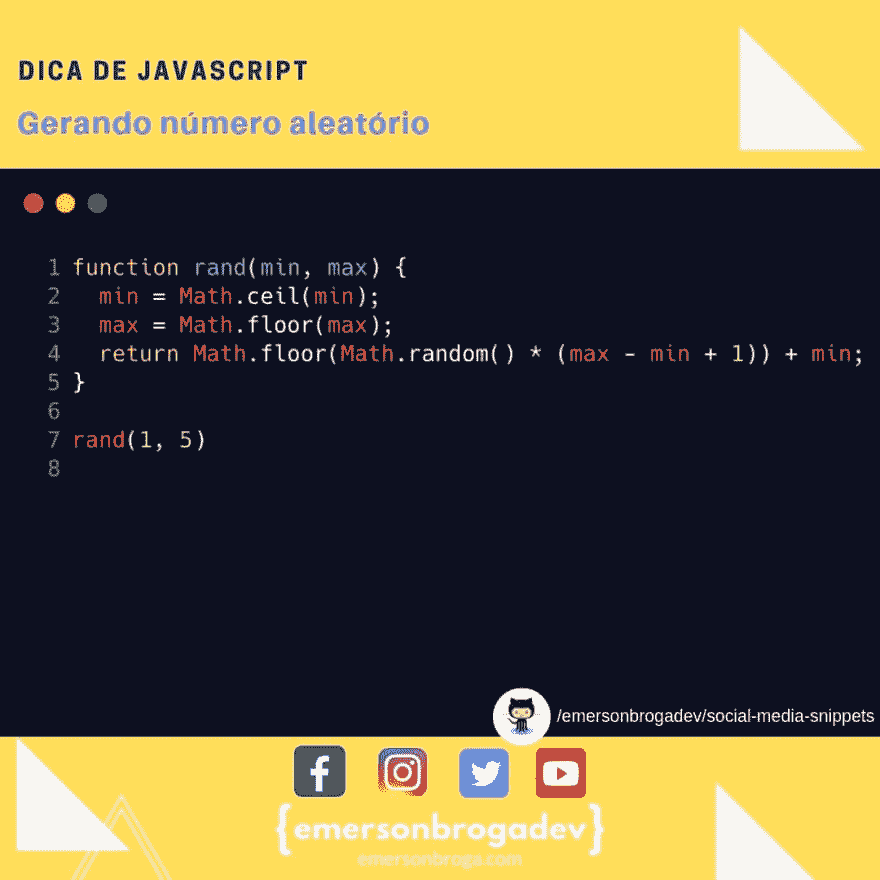 DICA DE JAVASCRIPT
Gerando número aleatório
1 function rand(min, max) {
2   min = Math.ceil(min);
3   max = Math.floor(max);
4   return Math.floor(Math.random() * (max - min + 1)) + min;
5 }
6
7 rand(1, 5)
8
/emersonbrogadev/social-media-snippets
{emersonbrogadev}
emersonbroga.com